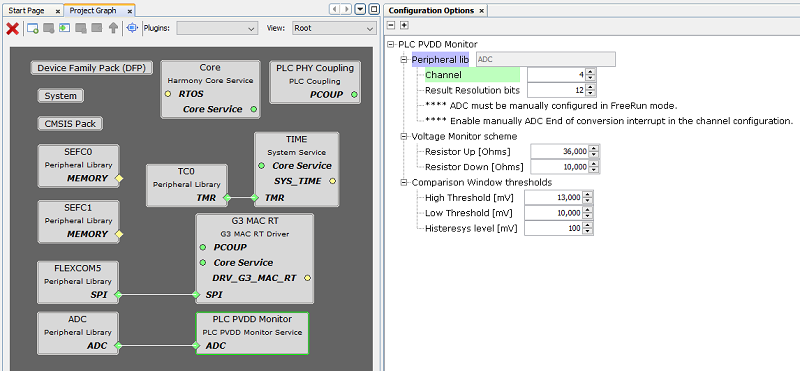 Start Page x
Project Graph x
Plugins:
View: Root
Device Family Pack (DFP)
System
CMSIS Pack
Core
Harmony Core Service
RTOS
Core Service
PLC PHY Coupling
PLC Coupling
PCOUP
SEFC0
Peripheral Library
MEMORY
TC0
Peripheral Library
TMR
TIME
System Service
Core Service
SYS_TIME
TMR
SEFC1
Peripheral Library
MEMORY
G3 MAC RT
G3 MAC RT Driver
PCOUP
Core Service
DRV_G3_MAC_RT
SPI
FLEXCOM5
Peripheral Library
SPI
ADC
Peripheral Library
ADC
PLC PVDD Monitor
PLC PVDD Monitor Service
ADC
Configuration Options x
PLC PVDD Monitor
Peripheral lib ADC
Channel 4
Result Resolution bits 12
**** ADC must be manually configured in FreeRun mode.
**** Enable manually ADC End of conversion interrupt in the channel configuration.
Voltage Monitor scheme
Resistor Up [Ohms] 36,000
Resistor Down [Ohms] 10,000
Comparison Window thresholds
High Threshold [mV] 13,000
Low Threshold [mV] 10,000
Histeresys level [mV] 100